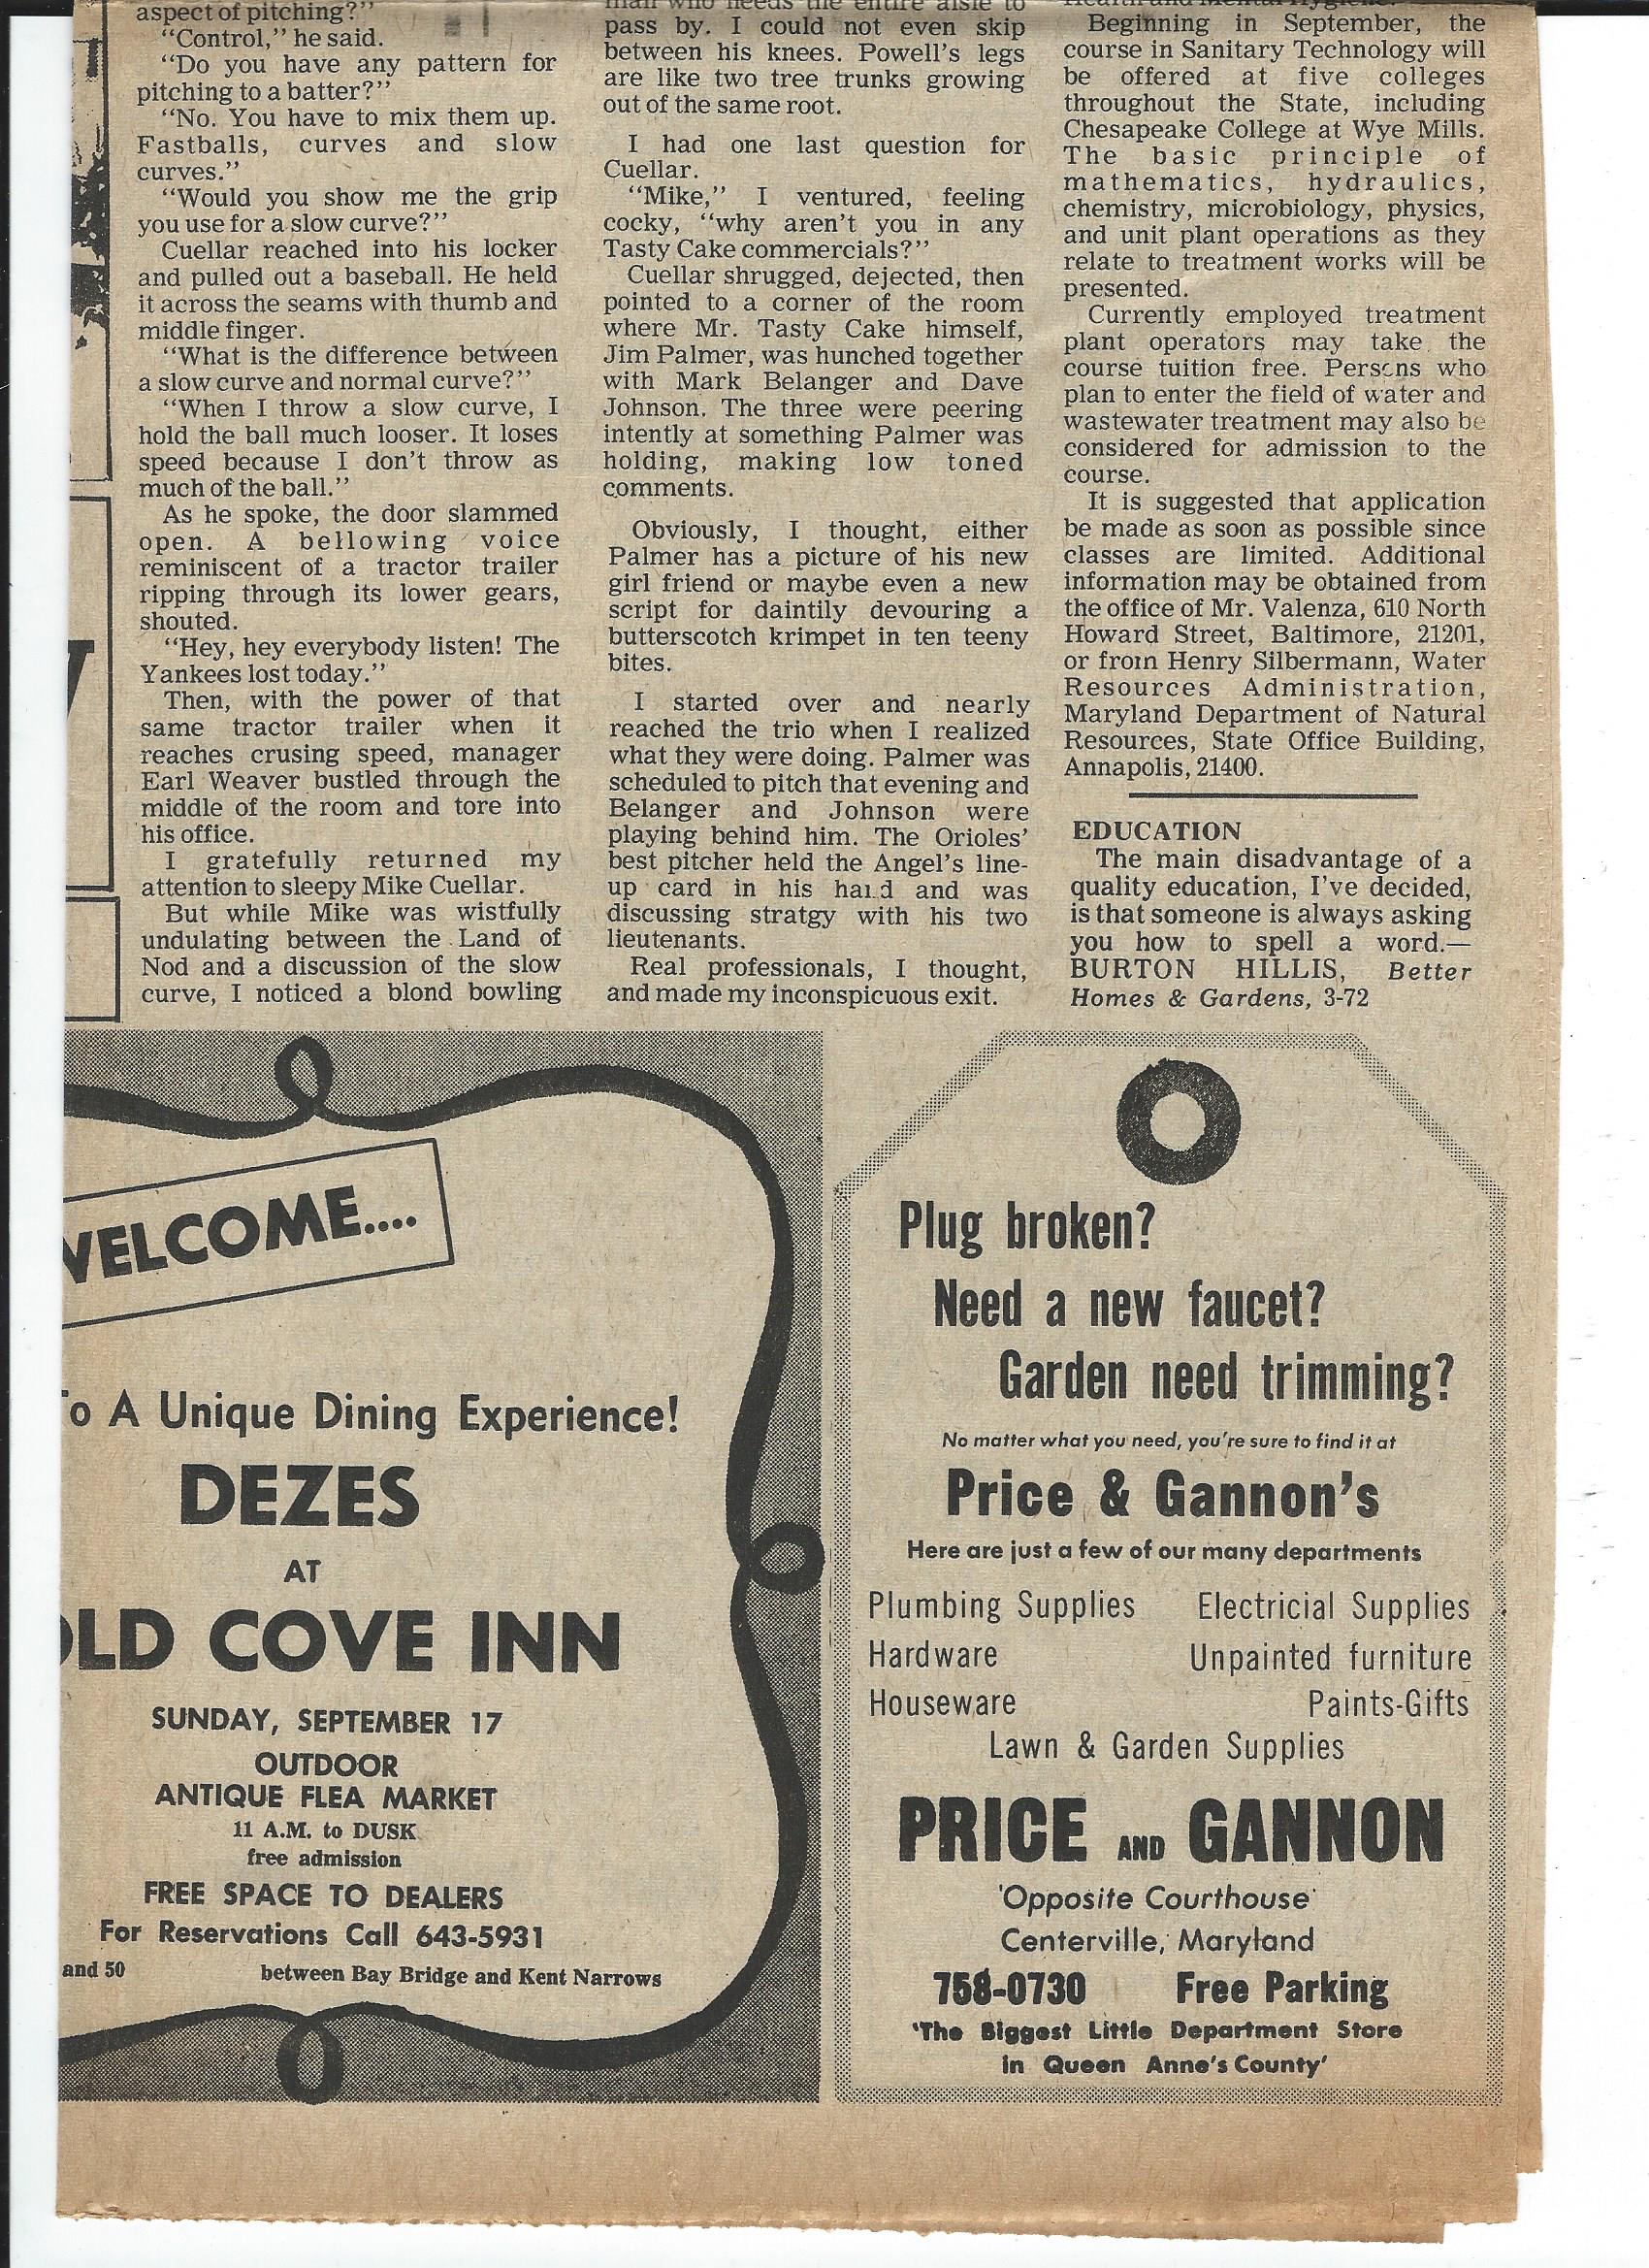 aspect of pitching?”
“Control,” he said.
“Do you have any pattern for
pitching to a batter?”
“No. You have to mix them up.
Fastballs, curves and slow
curves.”
“Would you show me the grip
you use for a slow curve?”
Cuellar reached into his locker
and pulled out a baseball. He held
it across the seams with thumb and
middle finger.
“What is the difference between
a slow curve and normal curve?”
“When I throw a slow curve, I
hold the ball much looser. It loses
speed because I don’t throw as
much of the ball.”
As he spoke, the door slammed
open. A bellowing voice
reminiscent of a tractor trailer
ripping through its lower gears,
shouted.
“Hey, hey everybody listen! The
Yankees lost today.”
Then, with the power of that
same tractor trailer when it
reaches crusing speed, manager
Earl Weaver bustled through the
middle of the room and tore into
his office.
I gratefully returned my
attention to sleepy Mike Cuellar.
But while Mike was wistfully
undulating between the Land of
Nod and a discussion of the slow
curve, I noticed a blond bowling
man who needs the entire aisle to
pass by. I could not even skip
between his knees. Powell’s legs
are like two tree trunks growing
out of the same root.
I had one last question for
Cuellar.
“Mike,” I ventured, feeling
cocky, “why aren’t you in any
Tasty Cake commercials?”
Cuellar shrugged, dejected, then
pointed to a corner of the room
where Mr. Tasty Cake himself,
Jim Palmer, was hunched together
with Mark Belanger and Dave
Johnson. The three were peering
intently at something Palmer was
holding, making low toned
comments.
Obviously, I thought, either
Palmer has a picture of his new
girl friend or maybe even a new
script for daintily devouring a
butterscotch krimpet in ten teeny
bites.
I started over and nearly
reached the trio when I realized
what they were doing. Palmer was
scheduled to pitch that evening and
Belanger and Johnson were
playing behind him. The Orioles’
best pitcher held the Angel’s line-
up card in his hand and was
discussing stratgy with his two
lieutenants.
Real professionals, I thought,
and made my inconspicuous exit.
Health and Mental Hygiene.
Beginning in September, the
course in Sanitary Technology will
be offered at five colleges
throughout the State, including
Chesapeake College at Wye Mills.
The basic principle of
mathematics, hydraulics,
chemistry, microbiology, physics,
and unit plant operations as they
relate to treatment works will be
presented.
Currently employed treatment
plant operators may take the
course tuition free. Persons who
plan to enter the field of water and
wastewater treatment may also be
considered for admission to the
course.
It is suggested that application
be made as soon as possible since
classes are limited. Additional
information may be obtained from
the office of Mr. Valenza, 610 North
Howard Street, Baltimore, 21201,
or from Henry Silbermann, Water
Resources Administration,
Maryland Department of Natural
Resources, State Office Building,
Annapolis, 21400.
EDUCATION
The main disadvantage of a
quality education, I’ve decided,
is that someone is always asking
you how to spell a word.—
BURTON HILLIS, Better
Homes & Gardens, 3-72
WELCOME....
To A Unique Dining Experience!
DEZES
AT
OLD COVE INN
SUNDAY, SEPTEMBER 17
OUTDOOR
ANTIQUE FLEA MARKET
11 A.M. to DUSK
free admission
FREE SPACE TO DEALERS
For Reservations Call 643-5931
and 50 between Bay Bridge and Kent Narrows
Plug broken?
Need a new faucet?
Garden need trimming?
No matter what you need, you’re sure to find it at
Price & Gannon’s
Here are just a few of our many departments
Plumbing Supplies Electricial Supplies
Hardware Unpainted furniture
Houseware Paints-Gifts
Lawn & Garden Supplies
PRICE AND GANNON
'Opposite Courthouse'
Centerville, Maryland
758-0730 Free Parking
'The Biggest Little Department Store
in Queen Anne’s County'